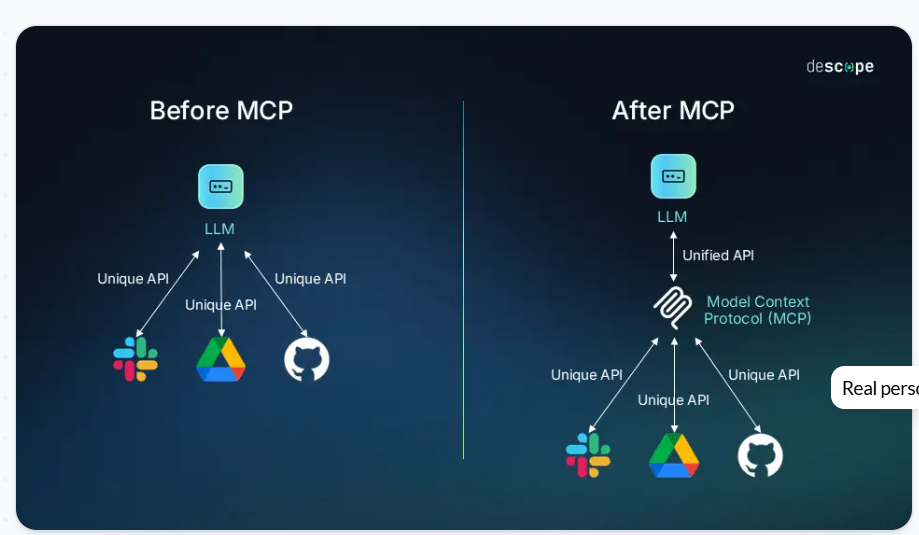 descope
Before MCP
After MCP
LLM
Unique API
Unique API
Unique API
LLM
Unified API
Model Context
Protocol (MCP)
Unique API
Unique API
Unique API
Real